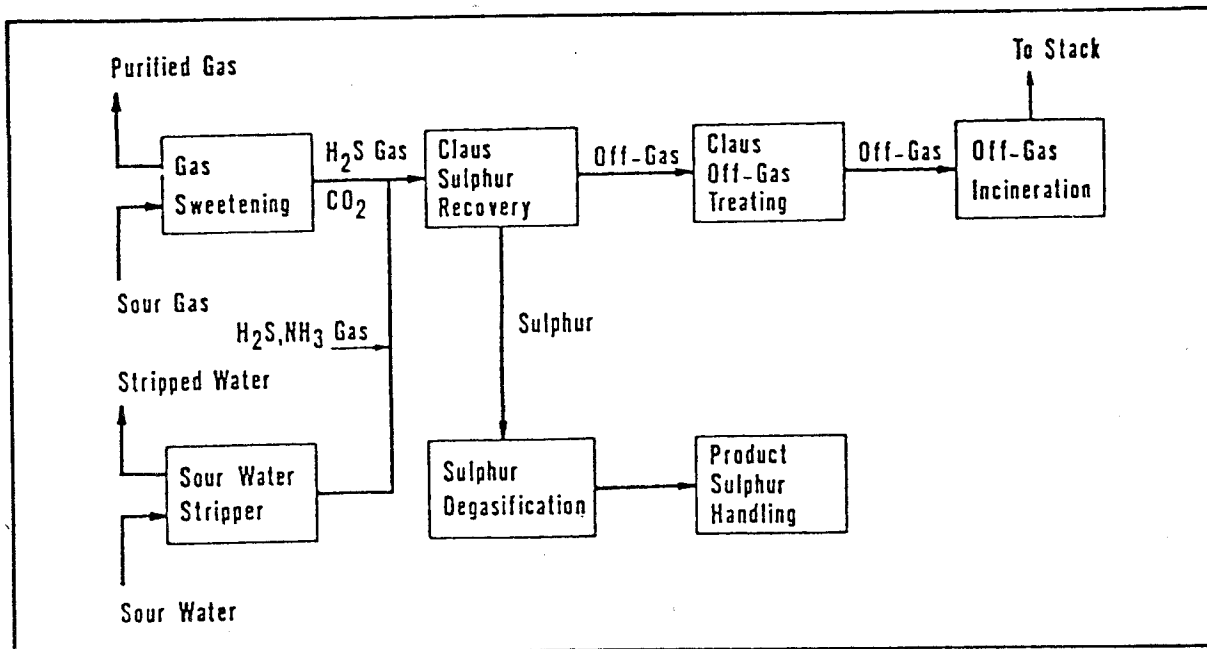 Purified Gas
To Stack
Gas
Sweetening
H₂S Gas
CO₂
Claus
Sulphur
Recovery
Off-Gas
Claus
Off-Gas
Treating
Off-Gas
Off-Gas
Incineration
Sour Gas
H₂S,NH₃ Gas
Sulphur
Stripped Water
Sour Water
Stripper
Sulphur
Degasification
Product
Sulphur
Handling
Sour Water